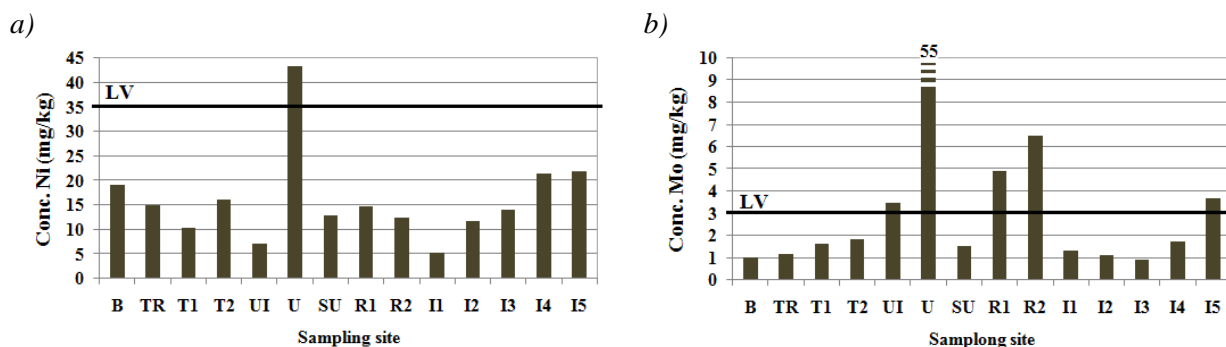 a)
Conc. Ni (mg/kg)
45
40
35
30
25
20
15
10
5
0
LV
B TR T1 T2 UI U SU R1 R2 I1 I2 I3 I4 I5
Sampling site
b)
Conc. Mo (mg/kg)
55
10
9
8
7
6
5
4
3
2
1
0
LV
B TR T1 T2 UI U SU R1 R2 I1 I2 I3 I4 I5
Samplong site